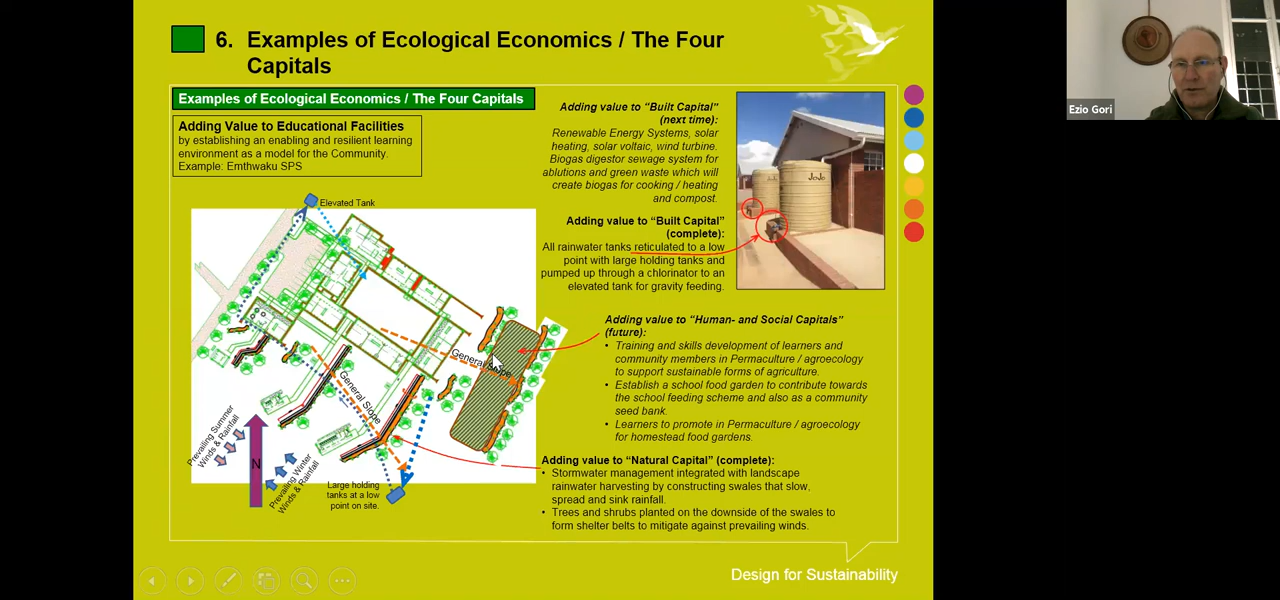 6. Examples of Ecological Economics / The Four
Capitals
Examples of Ecological Economics / The Four Capitals
Adding Value to Educational Facilities
by establishing an enabling and resilient learning
environment as a model for the Community.
Example: Emthwaku SPS
Adding value to “Built Capital”
(next time):
Renewable Energy Systems, solar
heating, solar voltaic, wind turbine.
Biogas digestor sewage system for
ablutions and green waste which will
create biogas for cooking / heating
and compost.
Adding value to “Built Capital”
(complete):
All rainwater tanks reticulated to a low
point with large holding tanks and
pumped up through a chlorinator to an
elevated tank for gravity feeding.
JoJo
JoJo
Ezio Gori
Elevated Tank
General Slope
General Slope
Prevailing Summer
Winds & Rainfall
N
Prevailing Winter
Winds & Rainfall
Large holding
tanks at a low
point on site.
Adding value to “Human- and Social Capitals”
(future):
• Training and skills development of learners and
community members in Permaculture / agroecology
to support sustainable forms of agriculture.
• Establish a school food garden to contribute towards
the school feeding scheme and also as a community
seed bank.
• Learners to promote in Permaculture / agroecology
for homestead food gardens.
Adding value to “Natural Capital” (complete):
• Stormwater management integrated with landscape
rainwater harvesting by constructing swales that slow,
spread and sink rainfall.
• Trees and shrubs planted on the downside of the swales to
form shelter belts to mitigate against prevailing winds.
Design for Sustainability